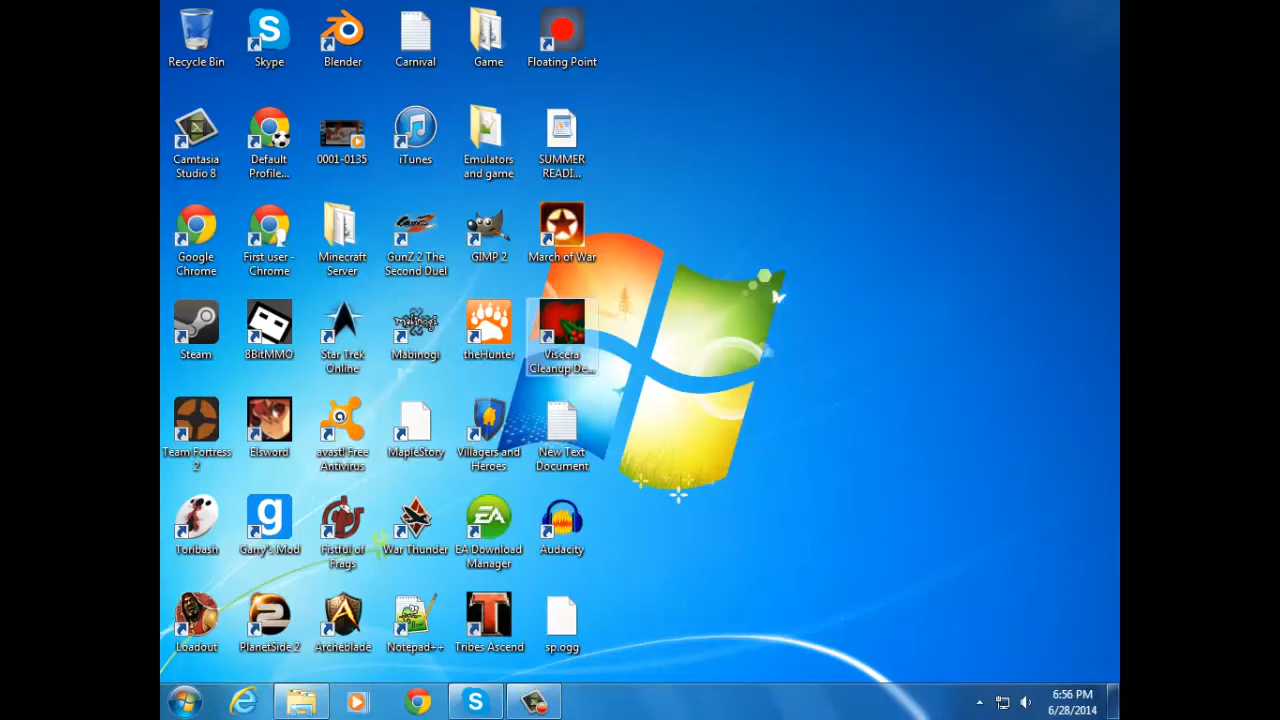 Recycle Bin
Skype
Blender
Carnival
Game
Floating Point
Camtasia
Studio 8
Default
Profile...
0001-0135
iTunes
Emulators
and game
SUMMER
READI...
Google
Chrome
First user -
Chrome
Minecraft
Server
GunZ 2 The
Second Duel
GIMP 2
March of War
Steam
8BitMMO
Star Trek
Online
Mabinogi
theHunter
Viscera
Cleanup De...
Team Fortress
2
Elsword
avast! Free
Antivirus
MapleStory
Villagers and
Heroes
New Text
Document
Toribash
Garry's Mod
Fistful of
Frags
War Thunder
EA Download
Manager
Audacity
Loadout
PlanetSide 2
Archeblade
Notepad++
Tribes Ascend
sp.ogg
6:56 PM
6/28/2014